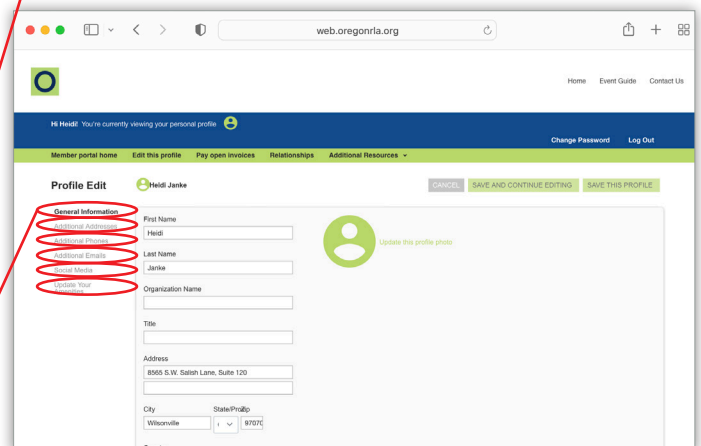 web.oregonrla.org
Home Event Guide Contact Us
Hi Heidi! You're currently viewing your personal profile
Change Password Log Out
Member portal home Edit this profile Pay open invoices Relationships Additional Resources
Profile Edit
Heidi Janke
CANCEL SAVE AND CONTINUE EDITING SAVE THIS PROFILE
General Information
Additional Addresses
Additional Phones
Additional Emails
Social Media
Update Your
Amenities
First Name
Heidi
Update this profile photo
Last Name
Janke
Organization Name
Title
Address
8565 S.W. Salish Lane, Suite 120
City State/Prov Zip
Wilsonville 97070